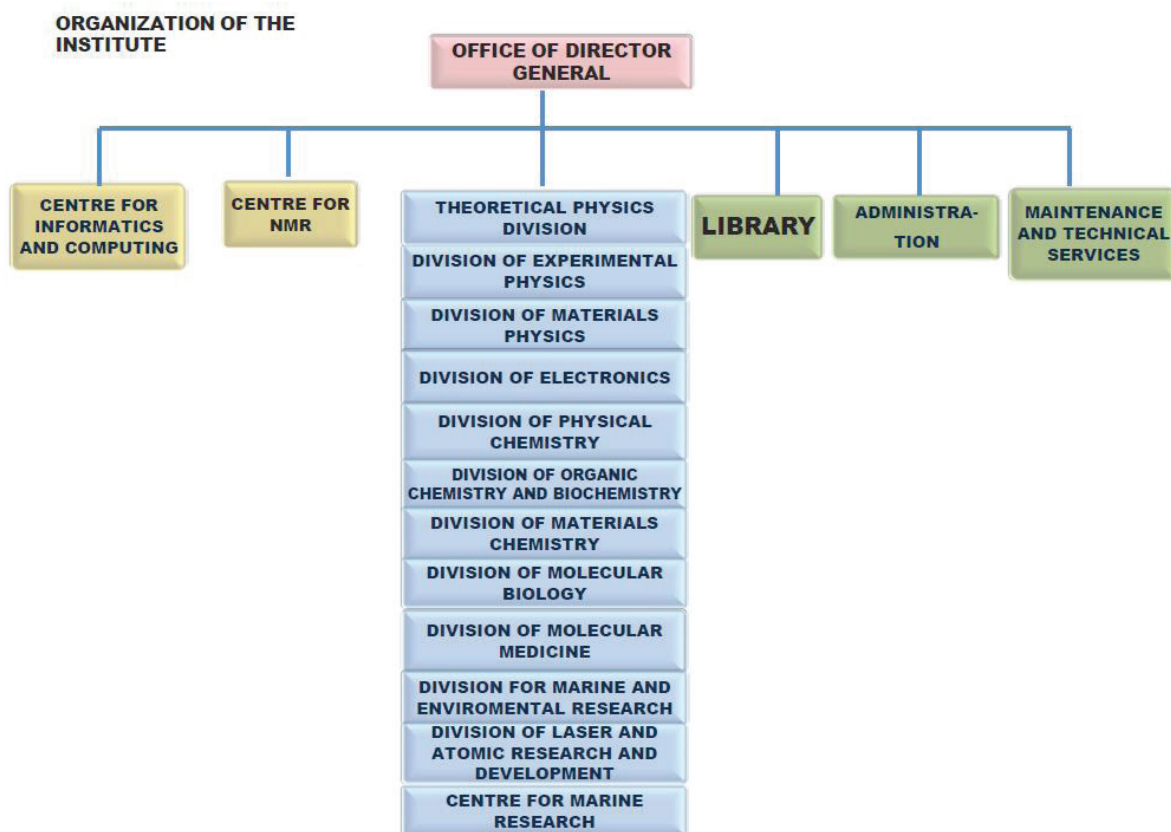 ORGANIZATION OF THE
INSTITUTE
OFFICE OF DIRECTOR
GENERAL
CENTRE FOR
INFORMATICS
AND COMPUTING
CENTRE FOR
NMR
THEORETICAL PHYSICS
DIVISION
DIVISION OF EXPERIMENTAL
PHYSICS
DIVISION OF MATERIALS
PHYSICS
DIVISION OF ELECTRONICS
DIVISION OF PHYSICAL
CHEMISTRY
DIVISION OF ORGANIC
CHEMISTRY AND BIOCHEMISTRY
DIVISION OF MATERIALS
CHEMISTRY
DIVISION OF MOLECULAR
BIOLOGY
DIVISION OF MOLECULAR
MEDICINE
DIVISION FOR MARINE AND
ENVIROMENTAL RESEARCH
DIVISION OF LASER AND
ATOMIC RESEARCH AND
DEVELOPMENT
CENTRE FOR MARINE
RESEARCH
LIBRARY
ADMINISTRA-
TION
MAINTENANCE
AND TECHNICAL
SERVICES